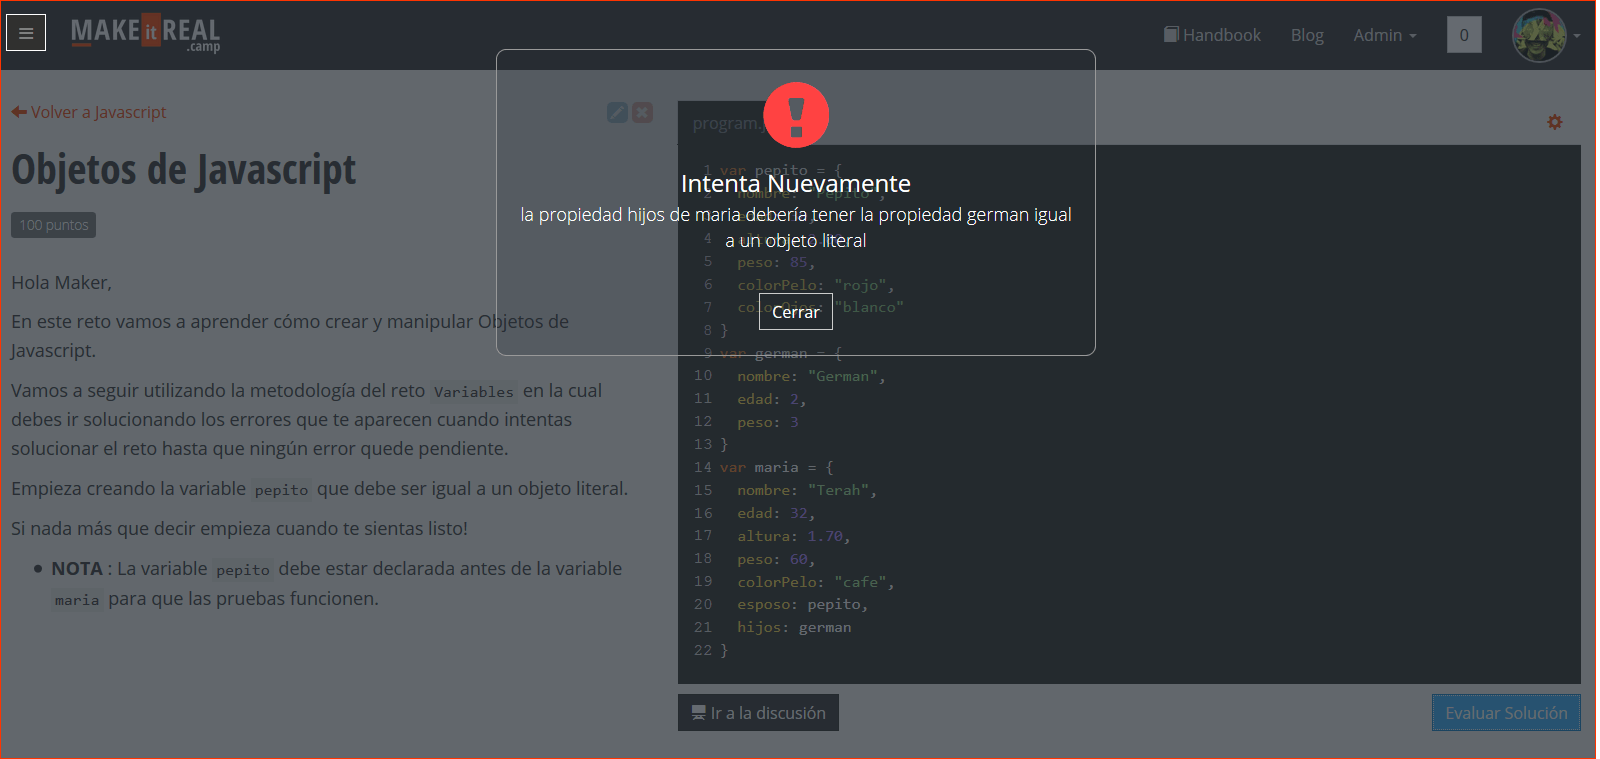 MAKE it REAL
.camp
Handbook
Blog
Admin
0
Volver a Javascript
Objetos de Javascript
100 puntos
Hola Maker,
En este reto vamos a aprender cómo crear y manipular Objetos de
Javascript.
Vamos a seguir utilizando la metodología del reto Variables en la cual
debes ir solucionando los errores que te aparecen cuando intentas
solucionar el reto hasta que ningún error quede pendiente.
Empieza creando la variable pepito que debe ser igual a un objeto literal.
Si nada más que decir empieza cuando te sientas listo!
• NOTA : La variable pepito debe estar declarada antes de la variable
maria para que las pruebas funcionen.
Intenta Nuevamente
la propiedad hijos de maria debería tener la propiedad german igual
a un objeto literal
Cerrar
program.j
1 var pepito = {
2 nombre: "Pepito",
4
5 peso: 85,
6 colorPelo: "rojo",
7 colorOjos: "blanco"
8 }
9 var german = {
10 nombre: "German",
11 edad: 2,
12 peso: 3
13 }
14 var maria = {
15 nombre: "Terah",
16 edad: 32,
17 altura: 1.70,
18 peso: 60,
19 colorPelo: "cafe",
20 esposo: pepito,
21 hijos: german
22 }
Ir a la discusión
Evaluar Solución